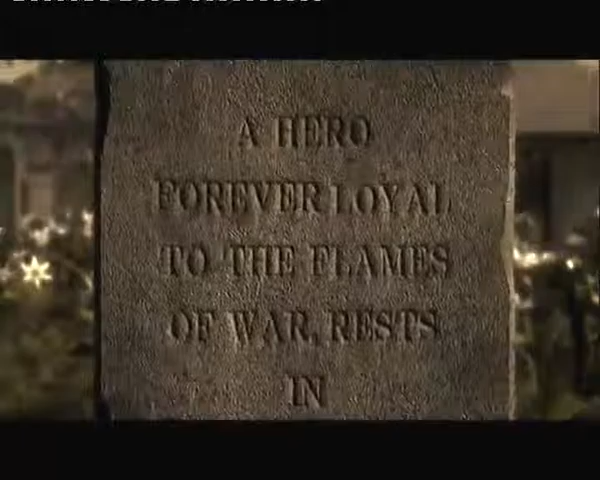 A HERO
FOREVER LOYAL
TO THE FLAMES
OF WAR, RESTS
IN